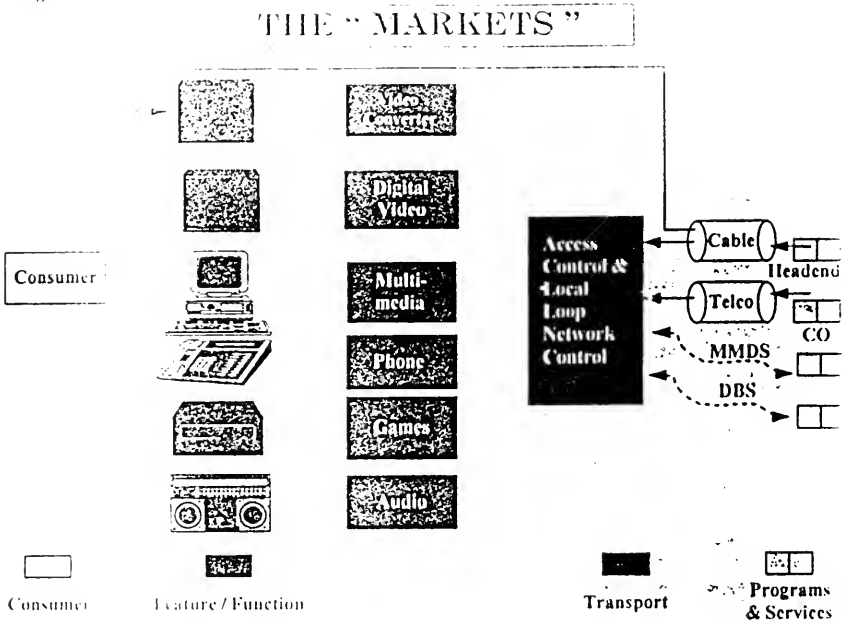 THE " MARKETS "
Video
Converter
Digital
Video
Consumer
Multi-
media
Phone
Games
Audio
Access
Control &
Local
Loop
Network
Control
Cable
Headend
Telco
CO
MMDS
DBS
Consumer
Feature / Function
Transport
Programs
& Services